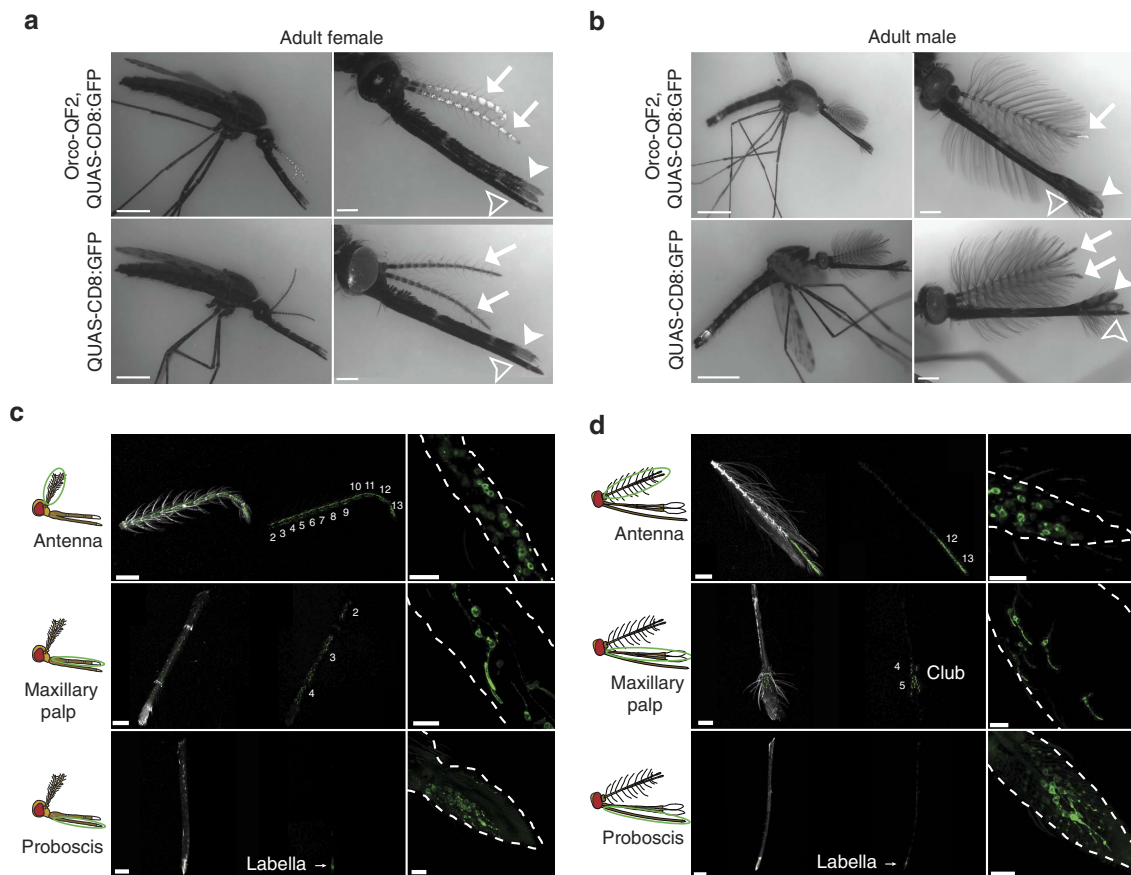 a
Adult female
Orco-QF2,
QUAS-CD8:GFP
QUAS-CD8:GFP
b
Adult male
Orco-QF2,
QUAS-CD8:GFP
QUAS-CD8:GFP
c
Antenna
2 3 4 5 6 7 8 9 10 11 12 13
Maxillary
palp
2
3
4
Proboscis
Labella
d
Antenna
12
13
Maxillary
palp
4
5
Club
Proboscis
Labella